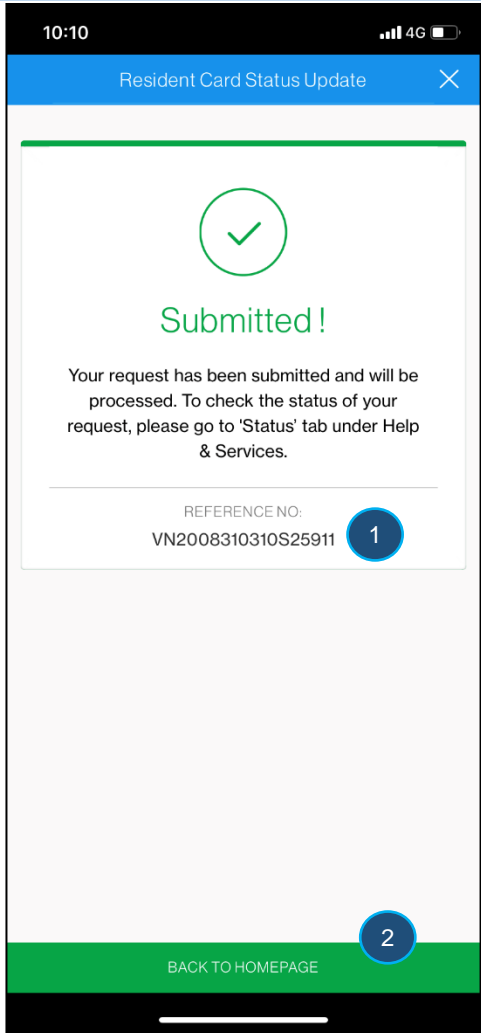 10:10
4G
Resident Card Status Update
Submitted !
Your request has been submitted and will be
processed. To check the status of your
request, please go to 'Status' tab under Help
& Services.
REFERENCE NO:
VN2008310310S25911
1
2
BACK TO HOMEPAGE